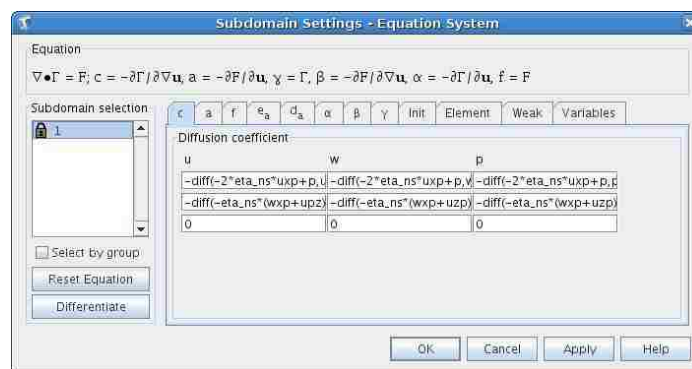 Subdomain Settings - Equation System
Equation
∇•Γ = F; c = -∂Γ/∂∇u, a = -∂F/∂u, γ = Γ, β = -∂F/∂∇u, α = -∂Γ/∂u, f = F
Subdomain selection
1
Select by group
Reset Equation
Differentiate
c a f e_a d_a α β γ Init Element Weak Variables
Diffusion coefficient
u w p
-diff(-2*eta_ns*uxp+p,u -diff(-2*eta_ns*uxp+p,w -diff(-2*eta_ns*uxp+p,p
-diff(-eta_ns*(wxp+upz) -diff(-eta_ns*(wxp+uzp) -diff(-eta_ns*(wxp+uzp)
0 0 0
OK Cancel Apply Help